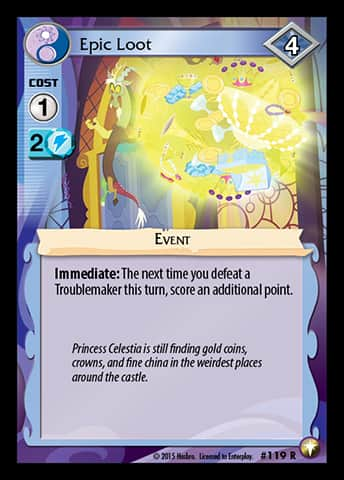 Epic Loot
4
COST
1
2
EVENT
Immediate: The next time you defeat a
Troublemaker this turn, score an additional point.
Princess Celestia is still finding gold coins,
crowns, and fine china in the weirdest places
around the castle.
© 2015 Hasbro. Licensed to Enterplay. #119 R